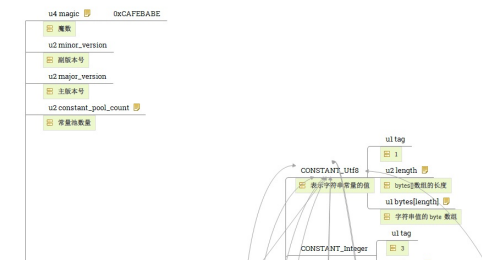 u4 magic 0xCAFEBABE
魔数
u2 minor_version
副版本号
u2 major_version
主版本号
u2 constant_pool_count
常量池数量
u1 tag
1
CONSTANT_Utf8
表示字符串常量的值
u2 length
bytes[]数组的长度
u1 bytes[length]
字符串值的 byte 数组
u1 tag
3
CONSTANT_Integer